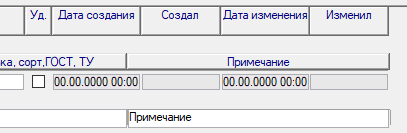 Уд. Дата создания Создал Дата изменения Изменил
ка, сорт,ГОСТ, ТУ Примечание
00.00.0000 00:00 00.00.0000 00:00
Примечание